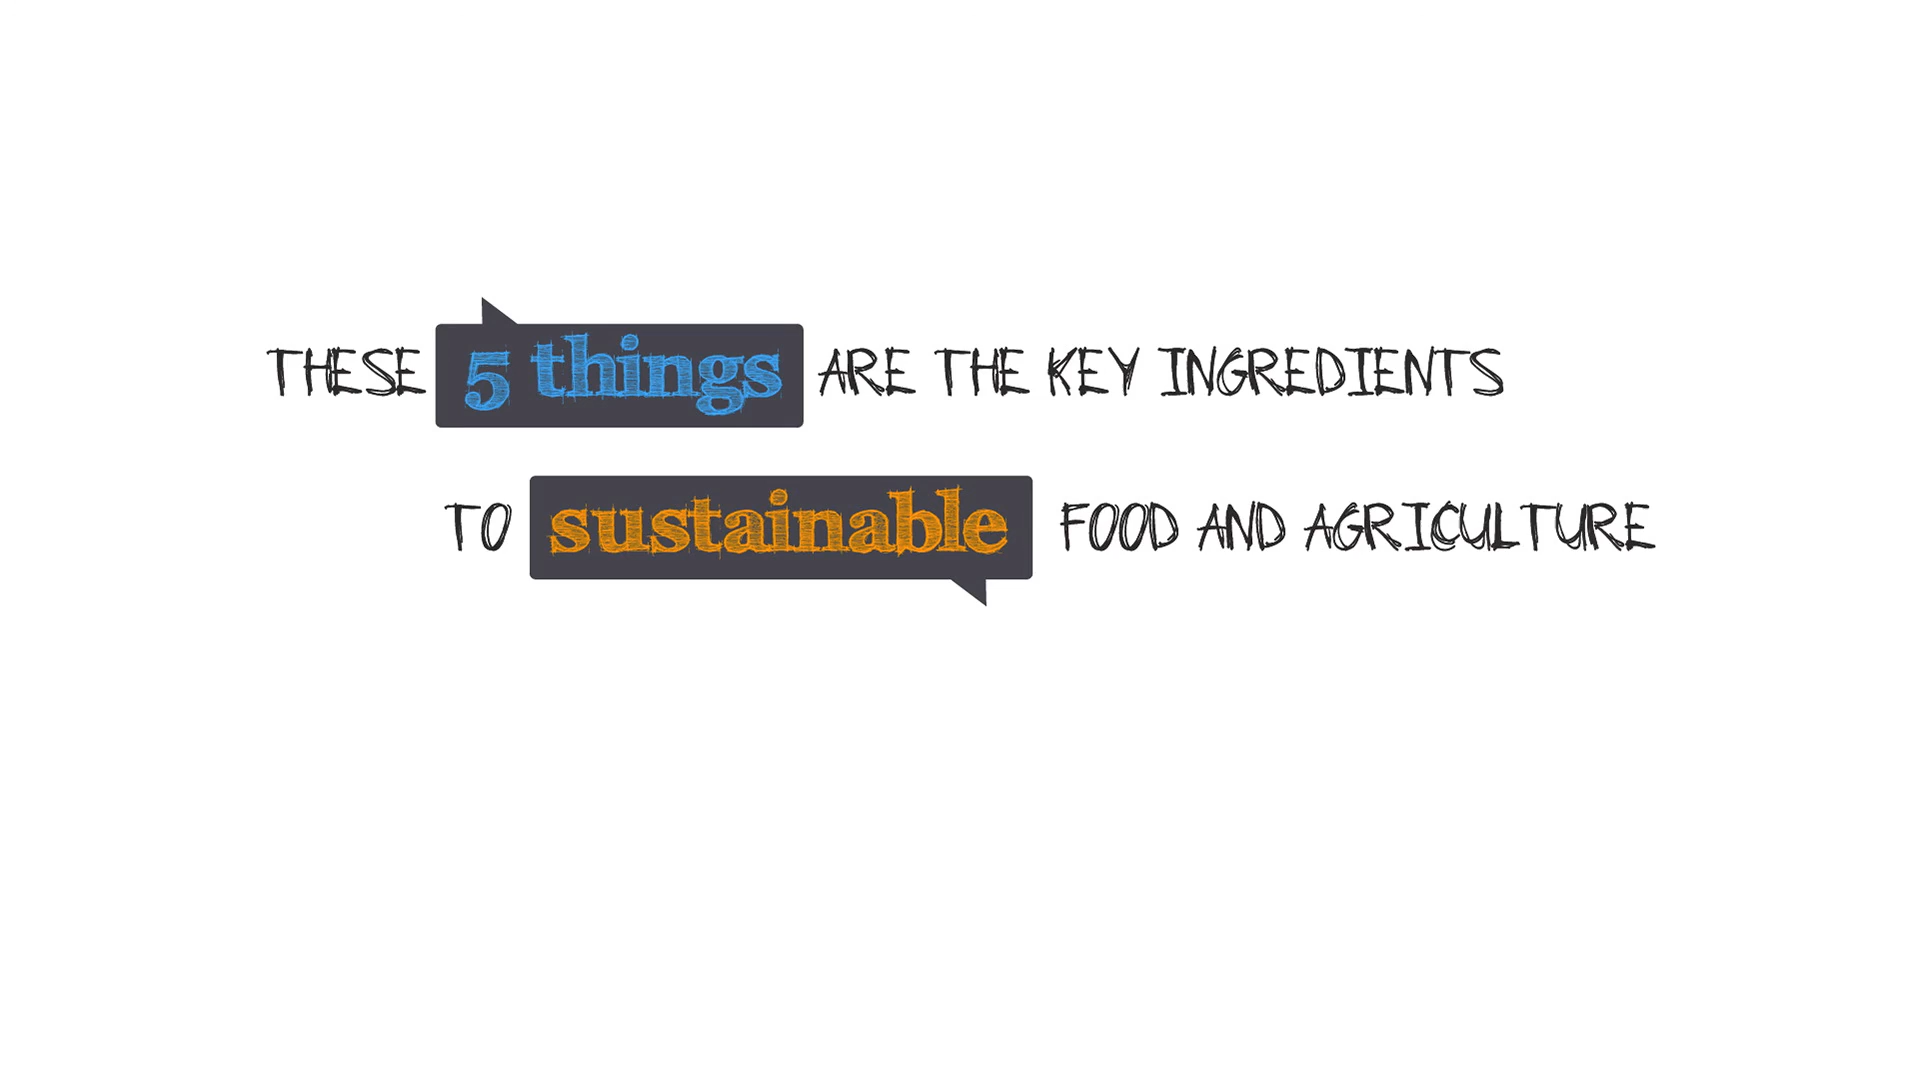 THESE 5 things ARE THE KEY INGREDIENTS
TO sustainable FOOD AND AGRICULTURE